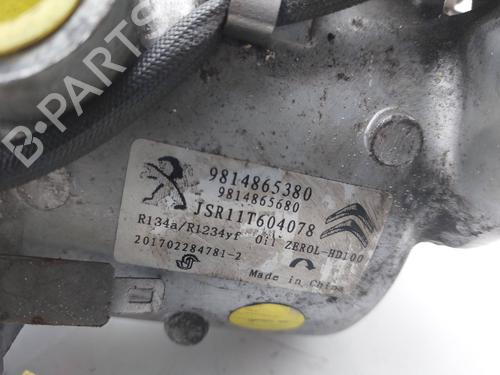 B-PARTS
9814865380
9814865680
JSR11T604078
R134a/R1234yf Oil ZEROL-HD100
201702284781-2
Made in China